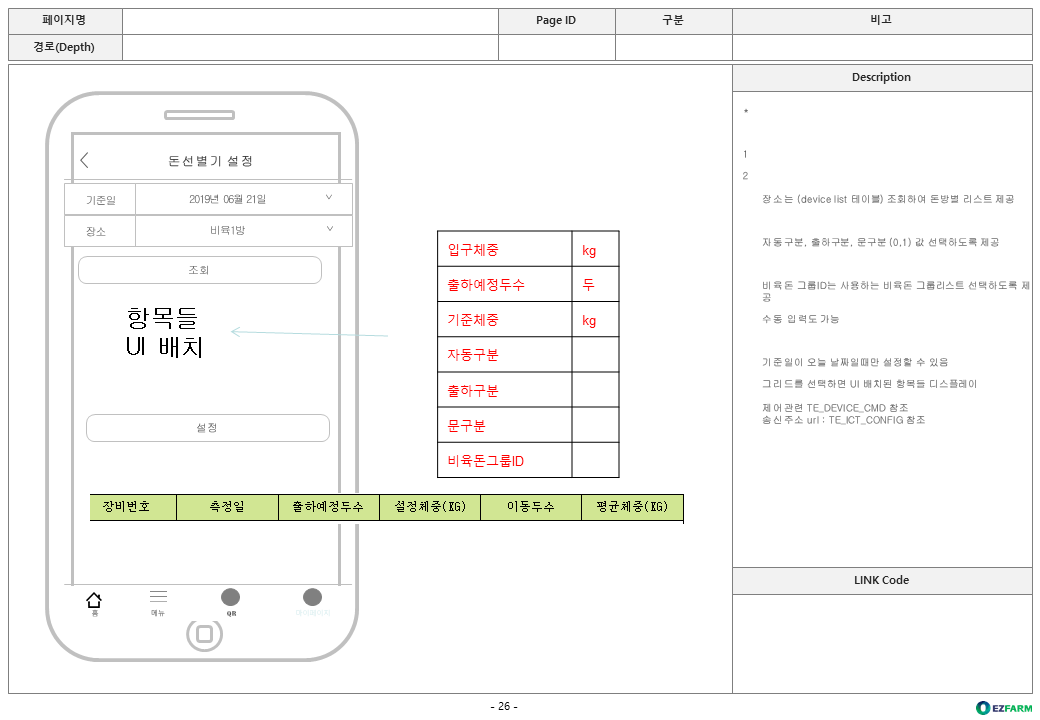 페이지명
Page ID
구분
비고
경로(Depth)
Description
돈선별기 설정
기준일
2019년 06월 21일
장소
비육1방
조회
항목들
UI 배치
설정
입구체중 kg
출하예정두수 두
기준체중 kg
자동구분
출하구분
문구분
비육돈그룹ID
장비번호 측정일 출하예정두수 설정체중(KG) 이동두수 평균체중(KG)
홈
메뉴
QR
마이페이지
*
1
2
장소는 (device list 테이블) 조회하여 돈방별 리스트 제공
자동구분, 출하구분, 문구분 (0,1) 값 선택하도록 제공
비육돈 그룹ID는 사용하는 비육돈 그룹리스트 선택하도록 제
공
수동 입력도 가능
기준일이 오늘 날짜일때만 설정할 수 있음
그리드를 선택하면 UI 배치된 항목들 디스플레이
제어관련 TE_DEVICE_CMD 참조
송신주소 url : TE_ICT_CONFIG 참조
LINK Code
- 26 -
EZFARM